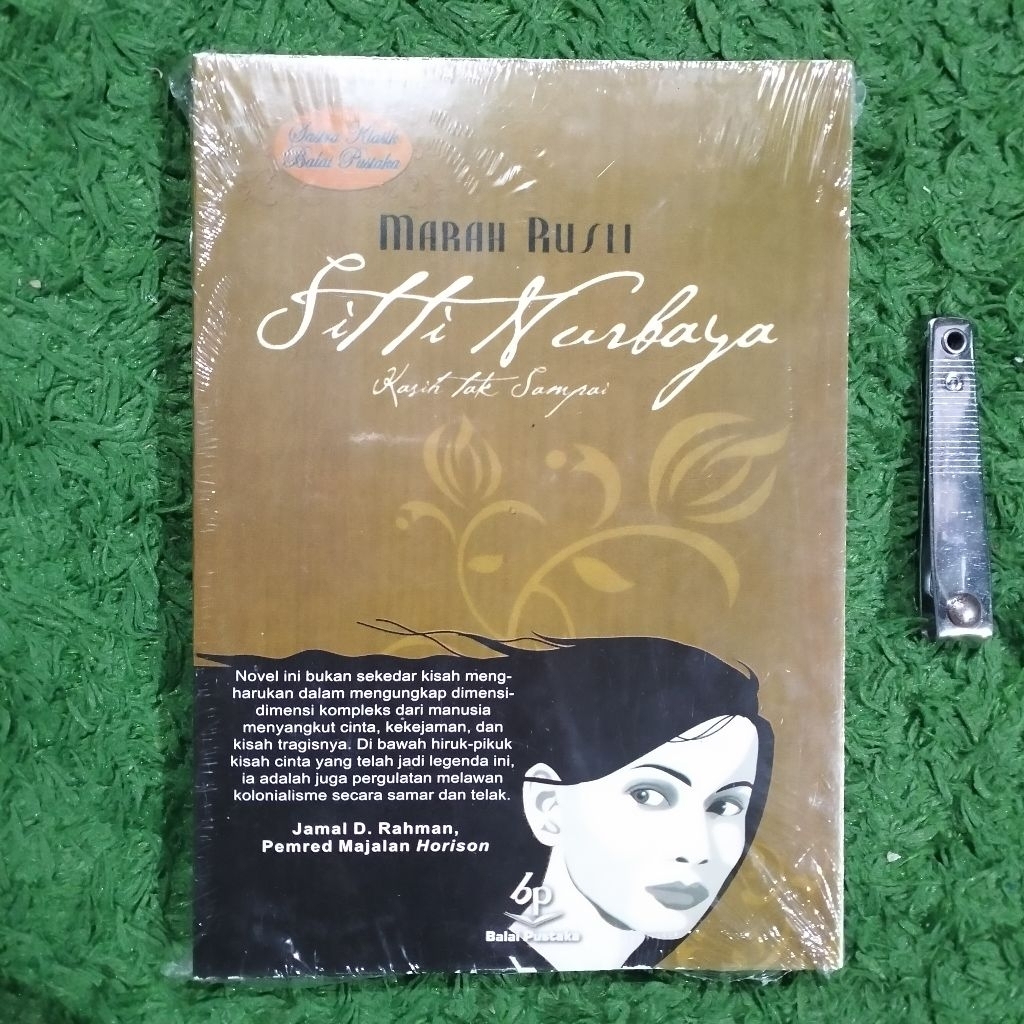 Sastra Klasik
Balai Pustaka
MARAH RUSLI
Sitti Nurbaya
Kasih tak Sampai
Novel ini bukan sekedar kisah meng-
harukan dalam mengungkap dimensi-
dimensi kompleks dari manusia
menyangkut cinta, kekejaman, dan
kisah tragisnya. Di bawah hiruk-pikuk
kisah cinta yang telah jadi legenda ini,
ia adalah juga pergulatan melawan
kolonialisme secara samar dan telak.
Jamal D. Rahman,
Pemred Majalan Horison
bp
Balai Pustaka